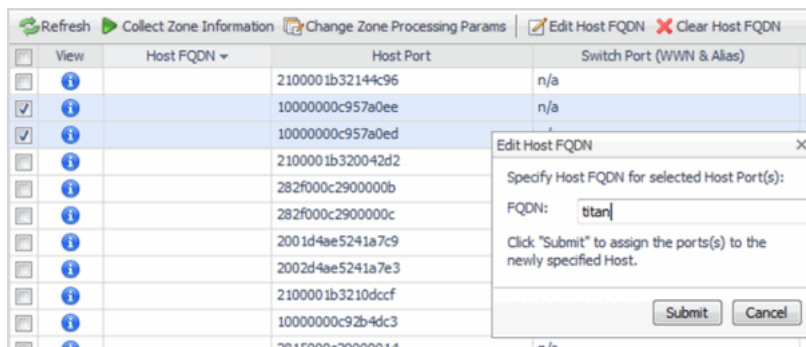 Refresh Collect Zone Information Change Zone Processing Params Edit Host FQDN Clear Host FQDN
View Host FQDN Host Port Switch Port (WWN & Alias)
2100001b32144c96 n/a
10000000c957a0ee n/a
10000000c957a0ed
Edit Host FQDN
2100001b320042d2
Specify Host FQDN for selected Host Port(s):
282f000c2900000b
FQDN: titan
282f000c2900000c
2001d4ae5241a7c9
Click "Submit" to assign the ports(s) to the
newly specified Host.
2002d4ae5241a7e3
2100001b3210dccf
Submit Cancel
10000000c92b4dc3